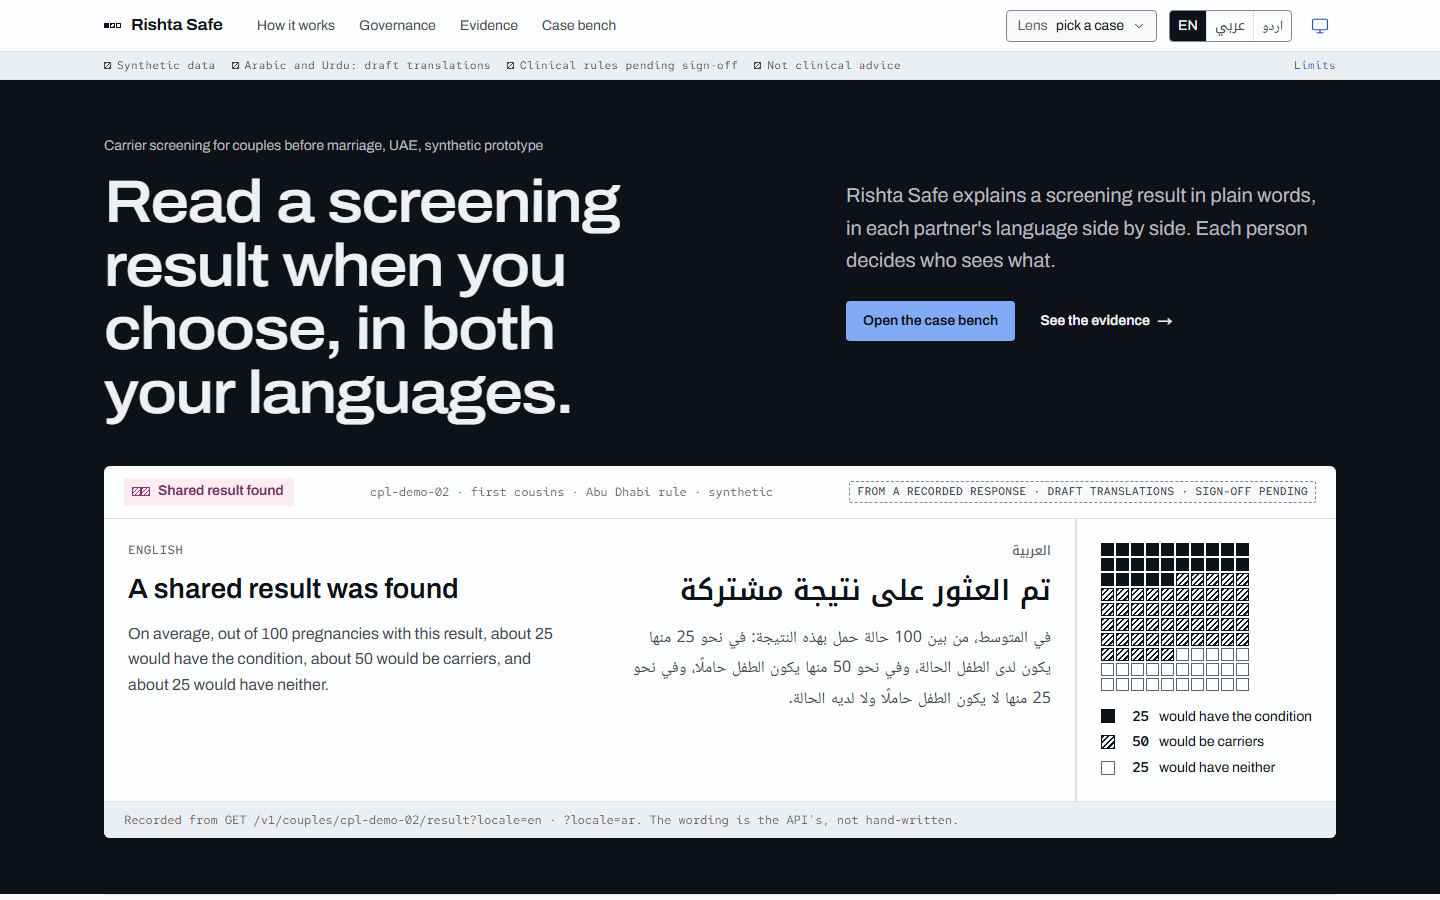 Rishta Safe
How it works
Governance
Evidence
Case bench
Lens pick a case
EN
عربي
اردو
Synthetic data
Arabic and Urdu: draft translations
Clinical rules pending sign-off
Not clinical advice
Limits
Carrier screening for couples before marriage, UAE, synthetic prototype
Read a screening
result when you
choose, in both
your languages.
Rishta Safe explains a screening result in plain words,
in each partner's language side by side. Each person
decides who sees what.
Open the case bench
See the evidence →
Shared result found
cpl-demo-02 · first cousins · Abu Dhabi rule · synthetic
FROM A RECORDED RESPONSE · DRAFT TRANSLATIONS · SIGN-OFF PENDING
ENGLISH
A shared result was found
On average, out of 100 pregnancies with this result, about 25
would have the condition, about 50 would be carriers, and
about 25 would have neither.
العربية
تم العثور على نتيجة مشتركة
في المتوسط، من بين 100 حالة حمل بهذه النتيجة: في نحو 25 منها
يكون لدى الطفل الحالة، وفي نحو 50 منها يكون الطفل حاملًا، وفي نحو
25 منها لا يكون الطفل حاملًا ولا لديه الحالة.
25 would have the condition
50 would be carriers
25 would have neither
Recorded from GET /v1/couples/cpl-demo-02/result?locale=en · ?locale=ar. The wording is the API's, not hand-written.